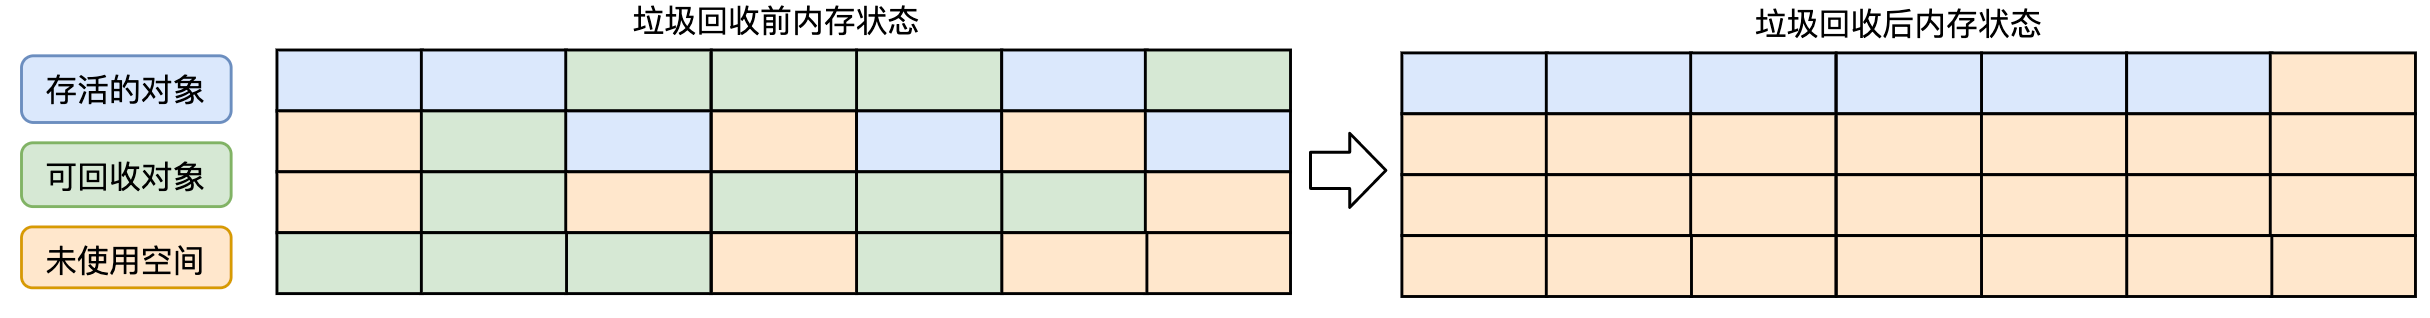 垃圾回收前内存状态
垃圾回收后内存状态
存活的对象
可回收对象
未使用空间